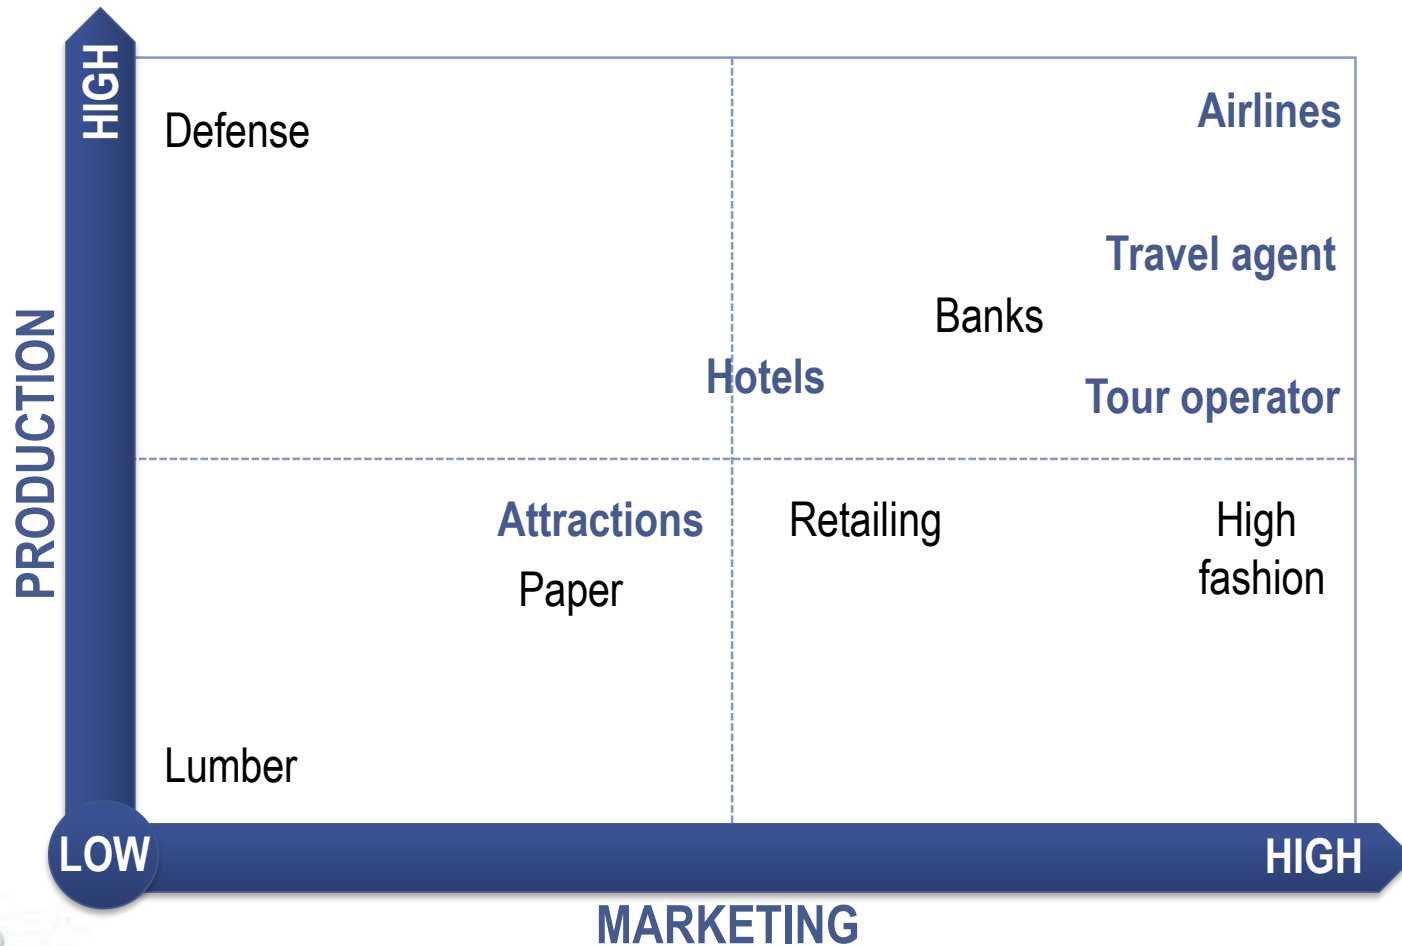 HIGH
Defense
Airlines
Travel agent
Banks
Hotels
Tour operator
PRODUCTION
Attractions
Retailing
High
fashion
Paper
Lumber
LOW
HIGH
MARKETING